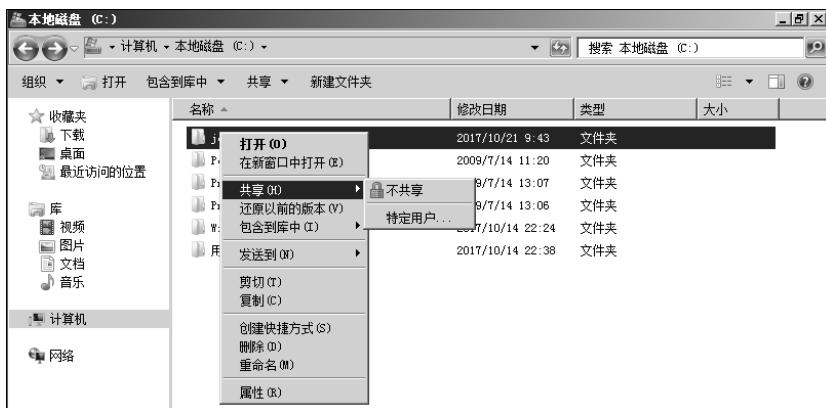 本地磁盘 (C:)
计算机 本地磁盘 (C:)
搜索 本地磁盘 (C:)
组织 打开 包含到库中 共享 新建文件夹
名称 修改日期 类型 大小
收藏夹
下载
桌面
最近访问的位置
库
视频
图片
文档
音乐
计算机
网络
2017/10/21 9:43 文件夹
2009/7/14 11:20 文件夹
9/7/14 13:07 文件夹
9/7/14 13:06 文件夹
2017/10/14 22:24 文件夹
用 2017/10/14 22:38 文件夹
打开(O)
在新窗口中打开(E)
共享(H)
还原以前的版本(V)
包含到库中(I)
发送到(N)
剪切(T)
复制(C)
创建快捷方式(S)
删除(D)
重命名(M)
属性(R)
不共享
特定用户...